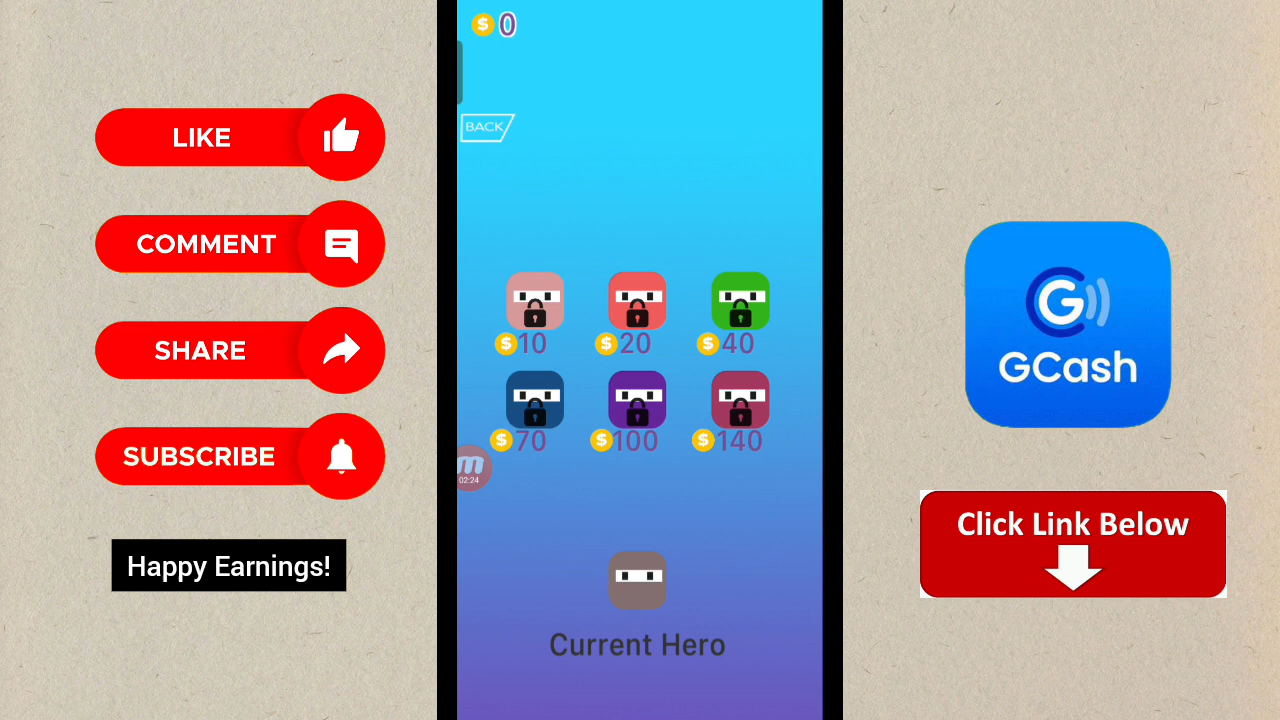 LIKE
COMMENT
SHARE
SUBSCRIBE
Happy Earnings!
$ 0
BACK
$10 $20 $40
$70 $100 $140
m
02:24
Current Hero
G
GCash
Click Link Below